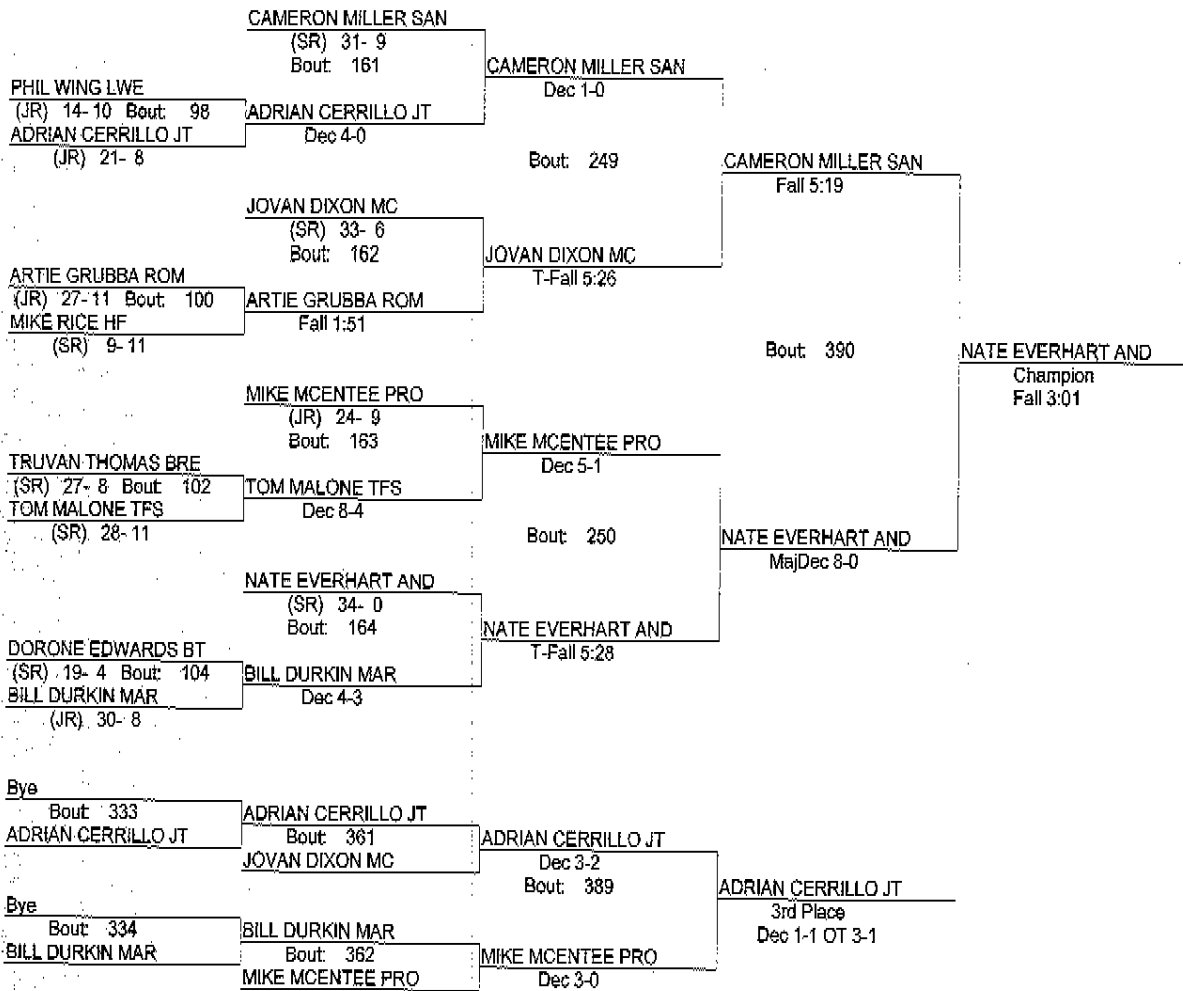 CAMERON MILLER SAN
(SR) 31- 9
Bout: 161
CAMERON MILLER SAN
Dec 1-0
PHIL WING LWE
(JR) 14- 10 Bout: 98
ADRIAN CERRILLO JT
(JR) 21- 8
ADRIAN CERRILLO JT
Dec 4-0
Bout: 249
CAMERON MILLER SAN
Fall 5:19
JOVAN DIXON MC
(SR) 33- 6
Bout: 162
JOVAN DIXON MC
T-Fall 5:26
ARTIE GRUBBA ROM
(JR) 27- 11 Bout: 100
MIKE RICE HF
(SR) 9- 11
ARTIE GRUBBA ROM
Fall 1:51
Bout: 390
NATE EVERHART AND
Champion
Fall 3:01
MIKE MCENTEE PRO
(JR) 24- 9
Bout: 163
MIKE MCENTEE PRO
Dec 5-1
TRUVAN THOMAS BRE
(SR) 27- 8 Bout: 102
TOM MALONE TFS
(SR) 28- 11
TOM MALONE TFS
Dec 8-4
Bout: 250
NATE EVERHART AND
MajDec 8-0
NATE EVERHART AND
(SR) 34- 0
Bout: 164
NATE EVERHART AND
T-Fall 5:28
DORONE EDWARDS BT
(SR) 19- 4 Bout: 104
BILL DURKIN MAR
(JR) 30- 8
BILL DURKIN MAR
Dec 4-3
Bye
Bout: 333
ADRIAN CERRILLO JT
ADRIAN CERRILLO JT
Bout: 361
JOVAN DIXON MC
ADRIAN CERRILLO JT
Dec 3-2
Bout: 389
ADRIAN CERRILLO JT
3rd Place
Dec 1-1 OT 3-1
Bye
Bout: 334
BILL DURKIN MAR
BILL DURKIN MAR
Bout: 362
MIKE MCENTEE PRO
MIKE MCENTEE PRO
Dec 3-0